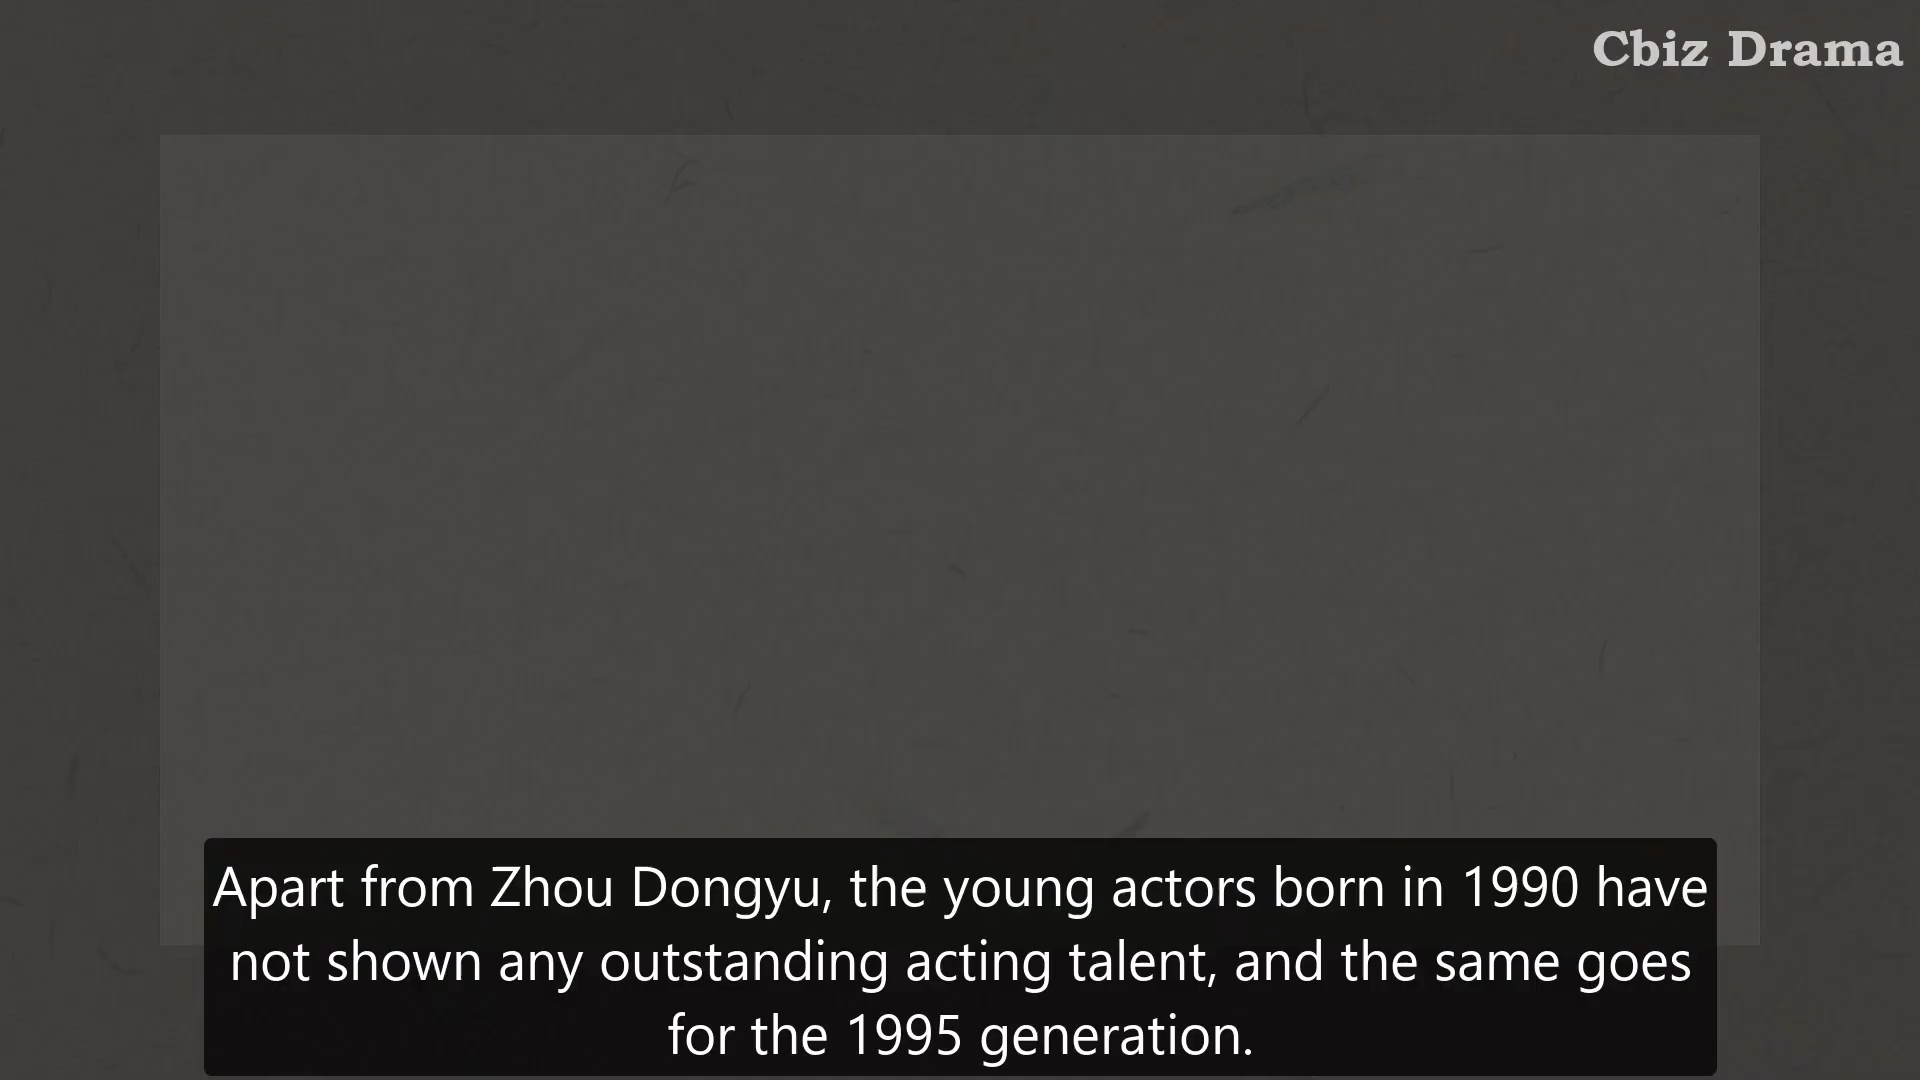 Cbiz Drama
Apart from Zhou Dongyu, the young actors born in 1990 have
not shown any outstanding acting talent, and the same goes
for the 1995 generation.